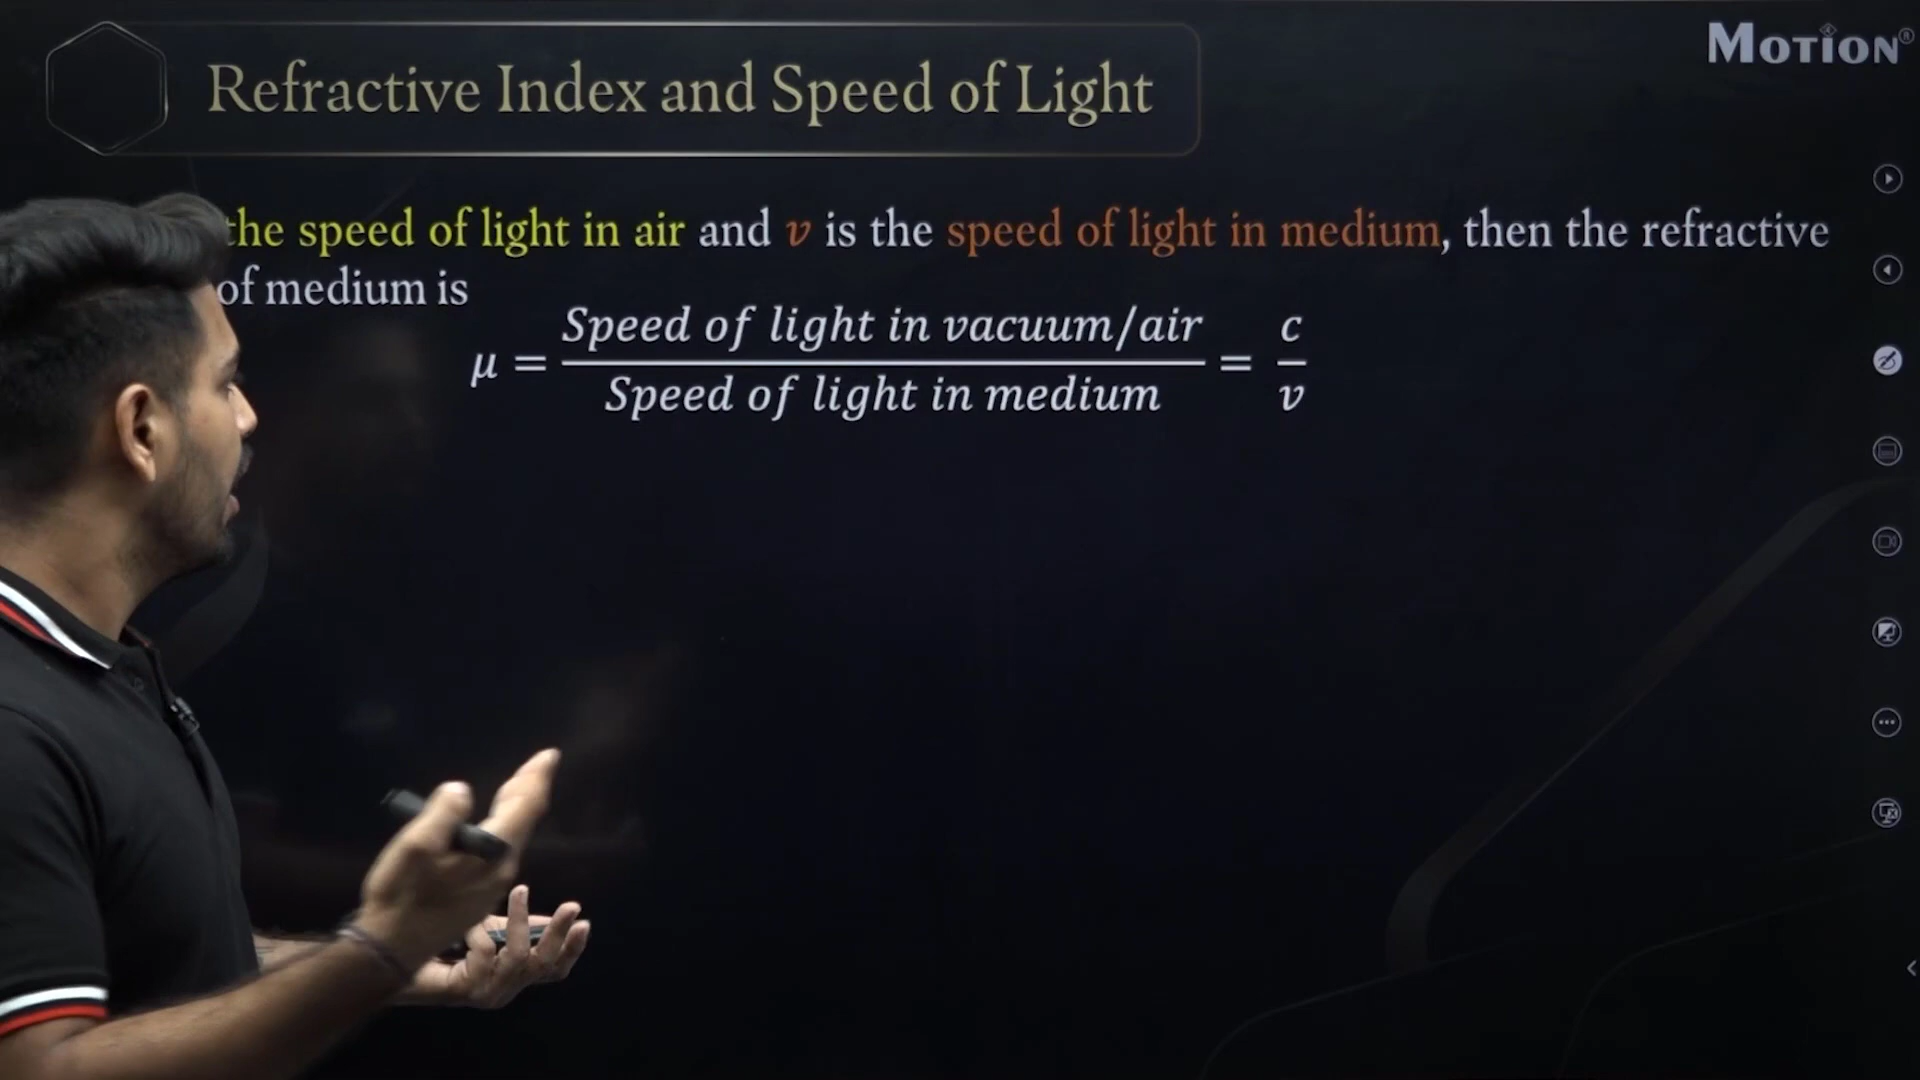 MOTION®
Refractive Index and Speed of Light
the speed of light in air and v is the speed of light in medium, then the refractive
of medium is
μ = Speed of light in vacuum/air / Speed of light in medium = c / v